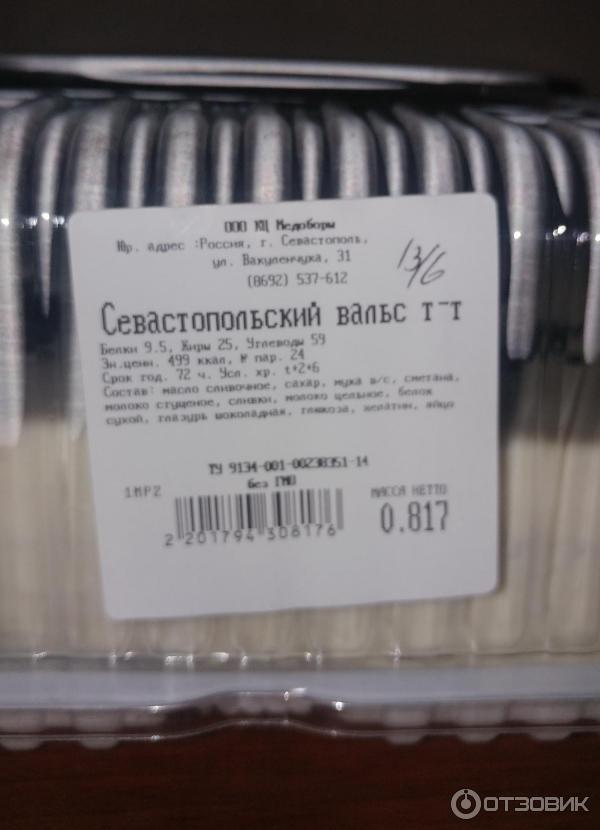 ООО КЦ Медоборы
Юр. адрес :Россия, г. Севастополь,
ул. Вакуленчука, 31
(8692) 537-612
13/6
Севастопольский вальс т-т
Белки 9.5, Жиры 25, Углеводы 59
Эн.ценн. 499 ккал, № пар. 24
Срок год. 72 ч. Усл. хр. t+2+6
Состав: масло сливочное, сахар, мука в/с, сметана,
молоко сгущеное, сливки, молоко цельное, белок
сухой, глазурь шоколадная, глюкоза, желатин, яйцо
ТУ 9134-001-00238351-14
без ГМО
1МР2
МАССА НЕТТО
0.817
2 201794 308176
ОТЗОВИК